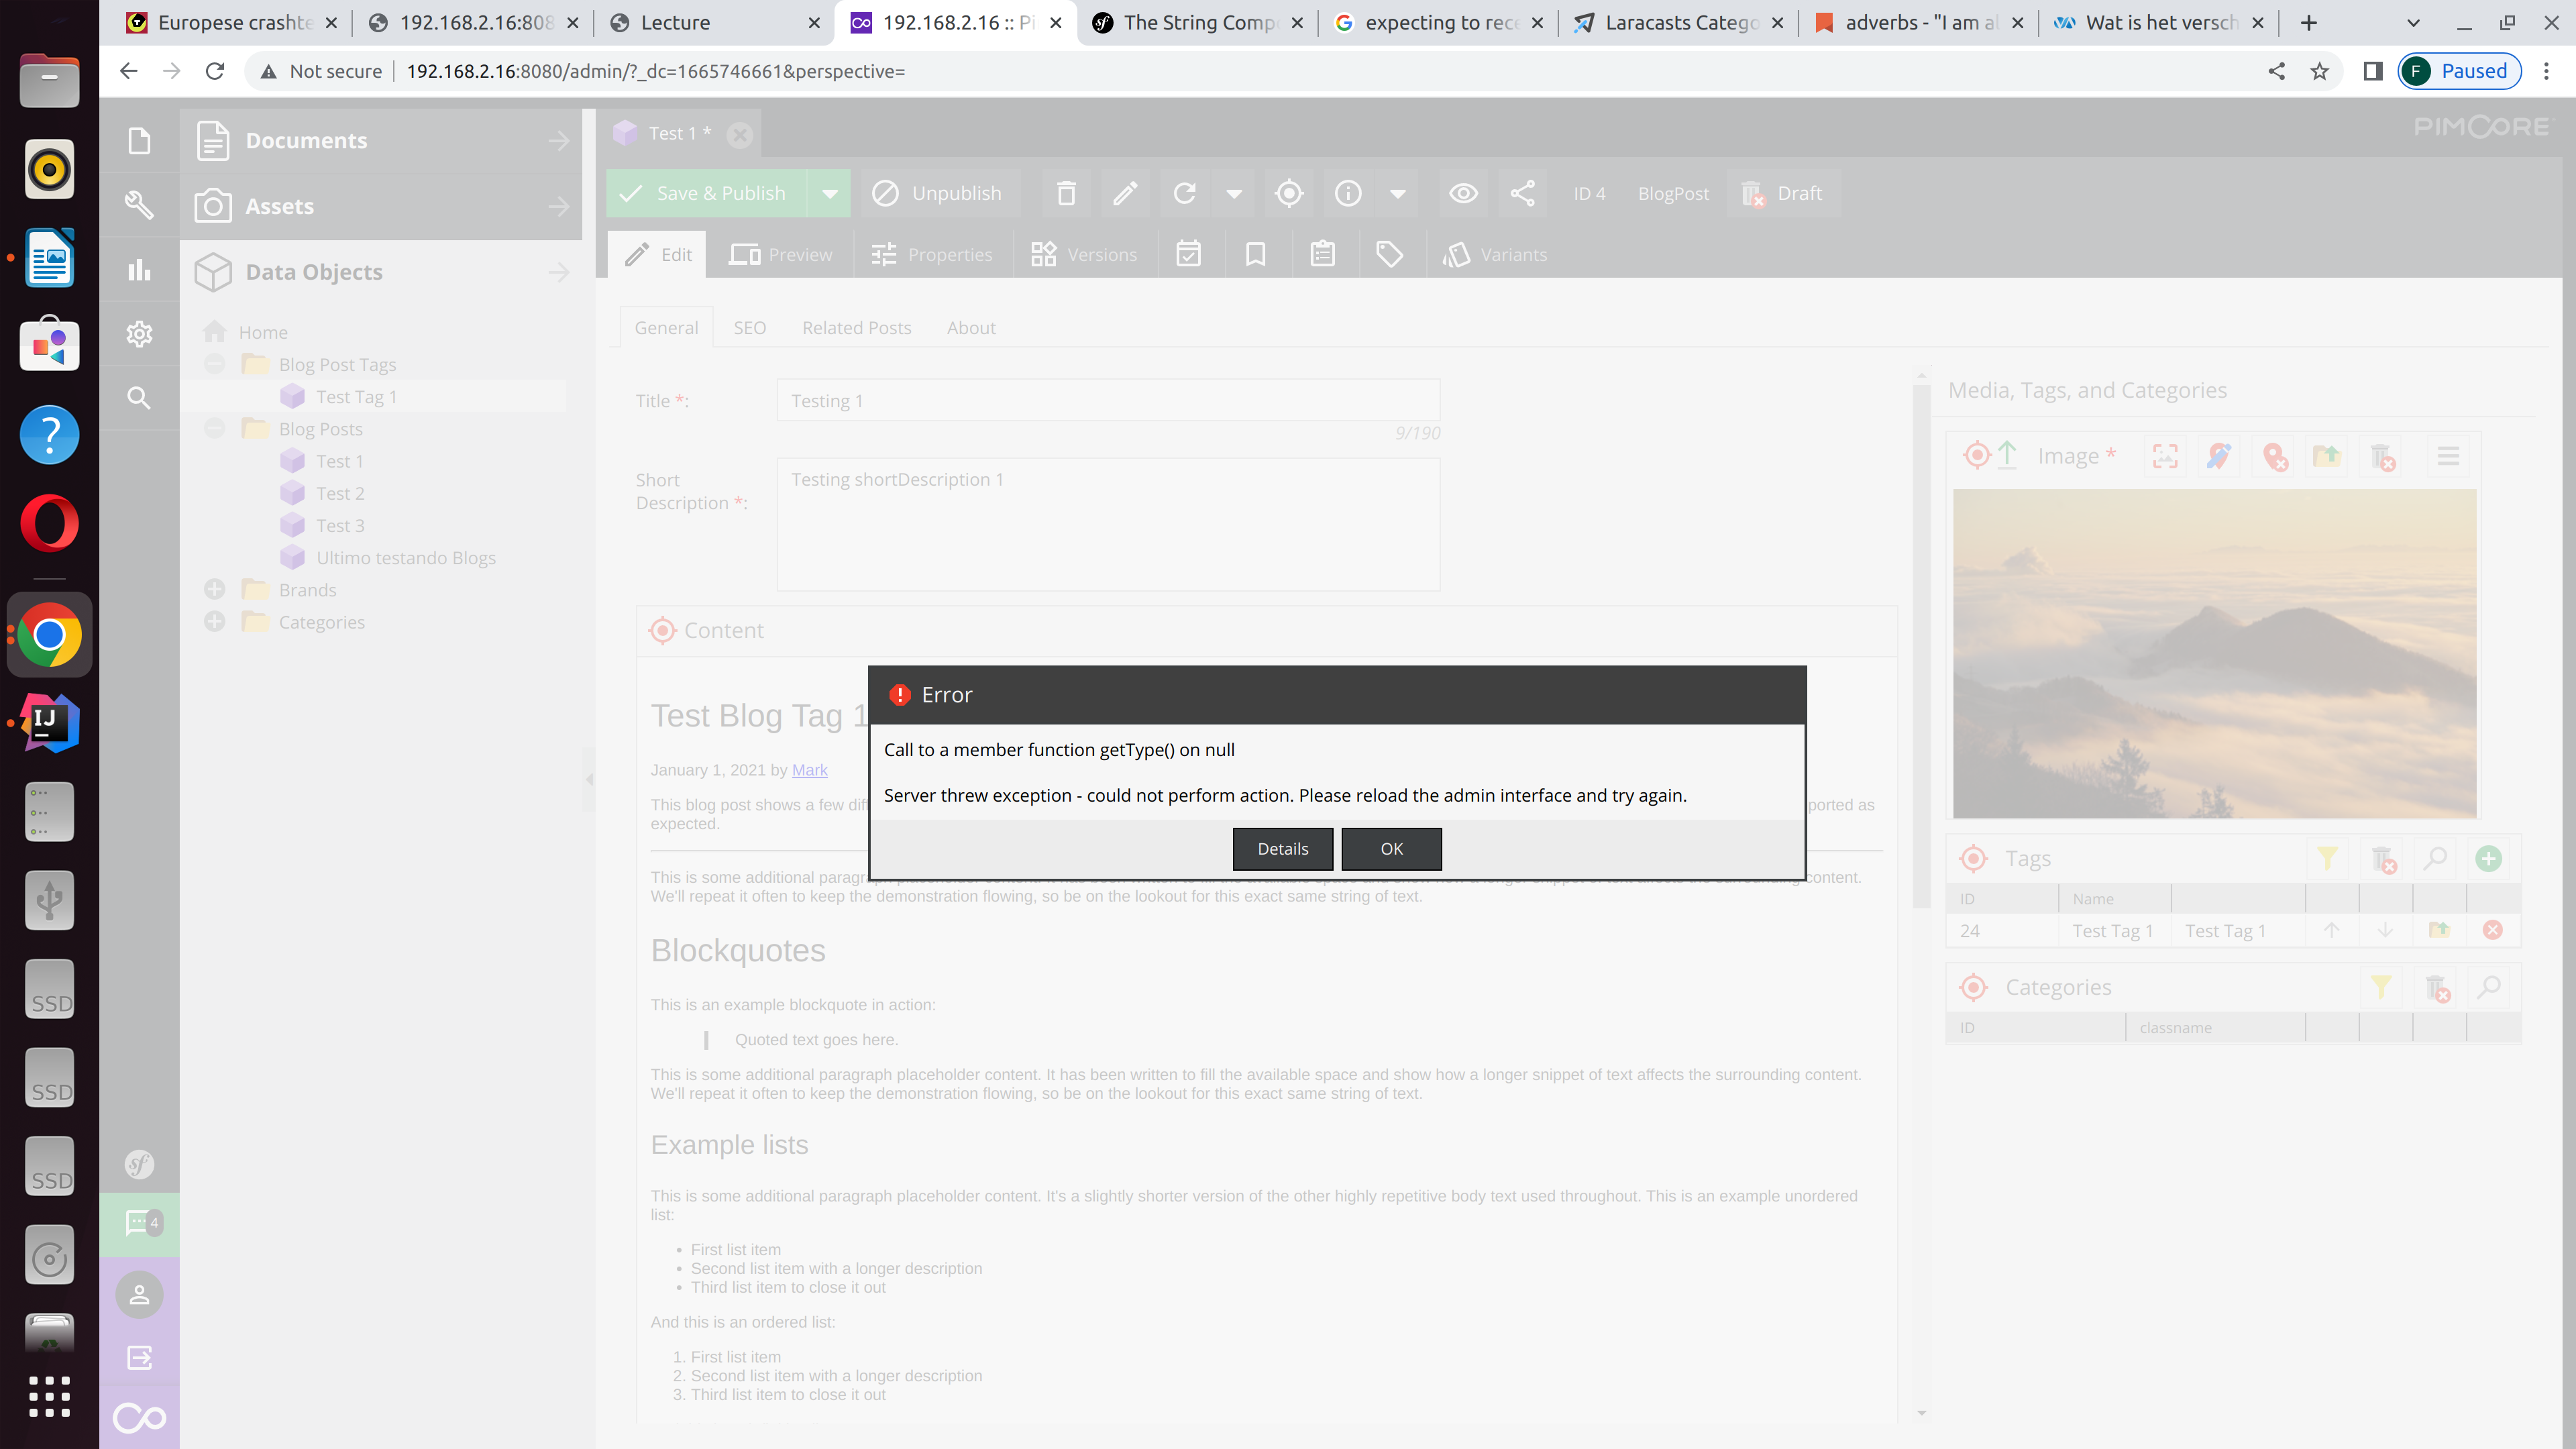 Europese crashte
192.168.2.16:808
Lecture
192.168.2.16 :: Pi
The String Compo
expecting to rece
Laracasts Catego
adverbs - "I am al
Wat is het versch
Not secure
192.168.2.16:8080/admin/?_dc=1665746661&perspective=
F
Paused
Documents
Assets
Data Objects
Home
Blog Post Tags
Test Tag 1
Blog Posts
Test 1
Test 2
Test 3
Ultimo testando Blogs
Brands
Categories
Test 1 *
PIMCORE
Save & Publish
Unpublish
ID 4
BlogPost
Draft
Edit
Preview
Properties
Versions
Variants
General
SEO
Related Posts
About
Title *:
Testing 1
9/190
Short
Description *:
Testing shortDescription 1
Content
Test Blog Tag 1
January 1, 2021 by Mark
This blog post shows a few diff
ported as
expected.
This is some additional paragraph
content.
We'll repeat it often to keep the demonstration flowing, so be on the lookout for this exact same string of text.
Blockquotes
This is an example blockquote in action:
Quoted text goes here.
This is some additional paragraph placeholder content. It has been written to fill the available space and show how a longer snippet of text affects the surrounding content.
We'll repeat it often to keep the demonstration flowing, so be on the lookout for this exact same string of text.
Example lists
This is some additional paragraph placeholder content. It's a slightly shorter version of the other highly repetitive body text used throughout. This is an example unordered
list:
• First list item
• Second list item with a longer description
• Third list item to close it out
And this is an ordered list:
1. First list item
2. Second list item with a longer description
3. Third list item to close it out
Error
Call to a member function getType() on null
Server threw exception - could not perform action. Please reload the admin interface and try again.
Details
OK
Media, Tags, and Categories
Image *
Tags
ID
Name
24
Test Tag 1
Test Tag 1
Categories
ID
classname
IJ
SSD
SSD
SSD
sf
4